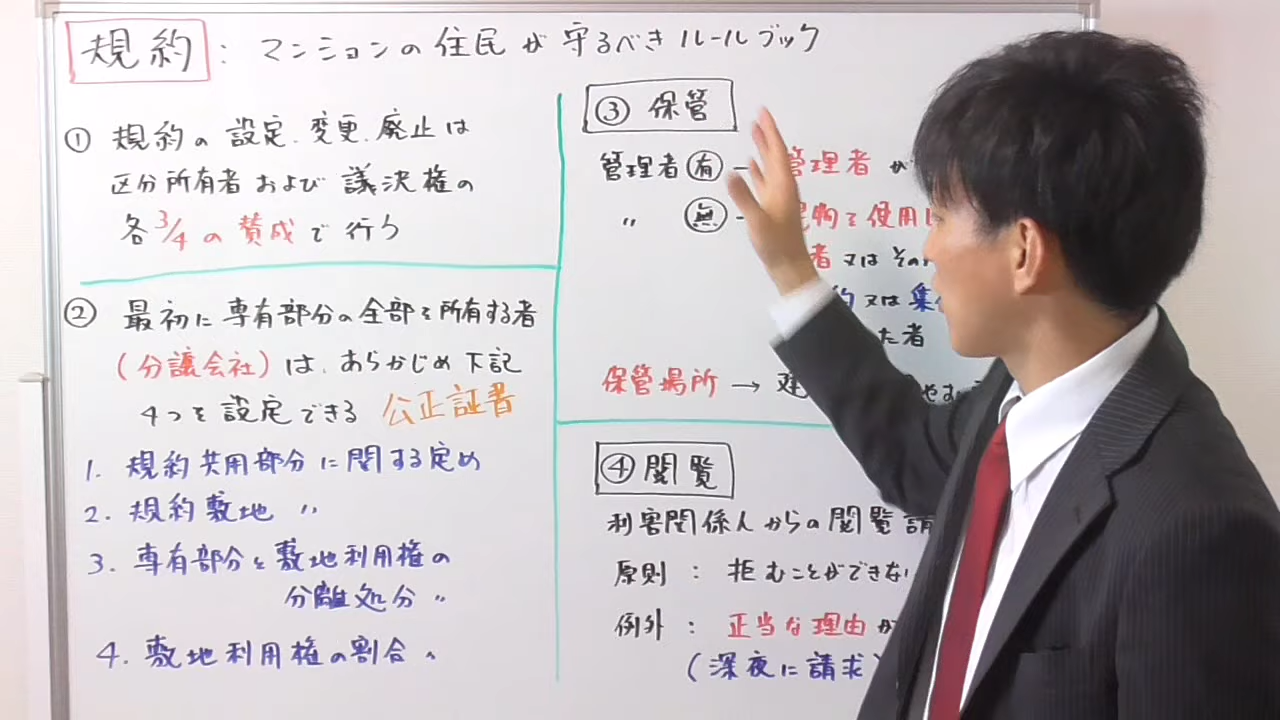 規約 : マンションの住民が守るべきルールブック
① 規約の設定、変更、廃止は
区分所有者および議決権の
各3/4の賛成で行う
② 最初に専有部分の全部を所有する者
(分譲会社)は、あらかじめ下記
4つを設定できる 公正証書
1. 規約共用部分に関する定め
2. 規約敷地 〃
3. 専有部分と敷地利用権の
分離処分 〃
4. 敷地利用権の割合 〃
③ 保管
管理者有→管理者が
〃 無→ 物を使用
者又はその
約又は集
た者
保管場所→建 やす
④ 閲覧
利害関係人からの閲覧請
原則 : 拒むことができない
例外 : 正当な理由が
(深夜に請求